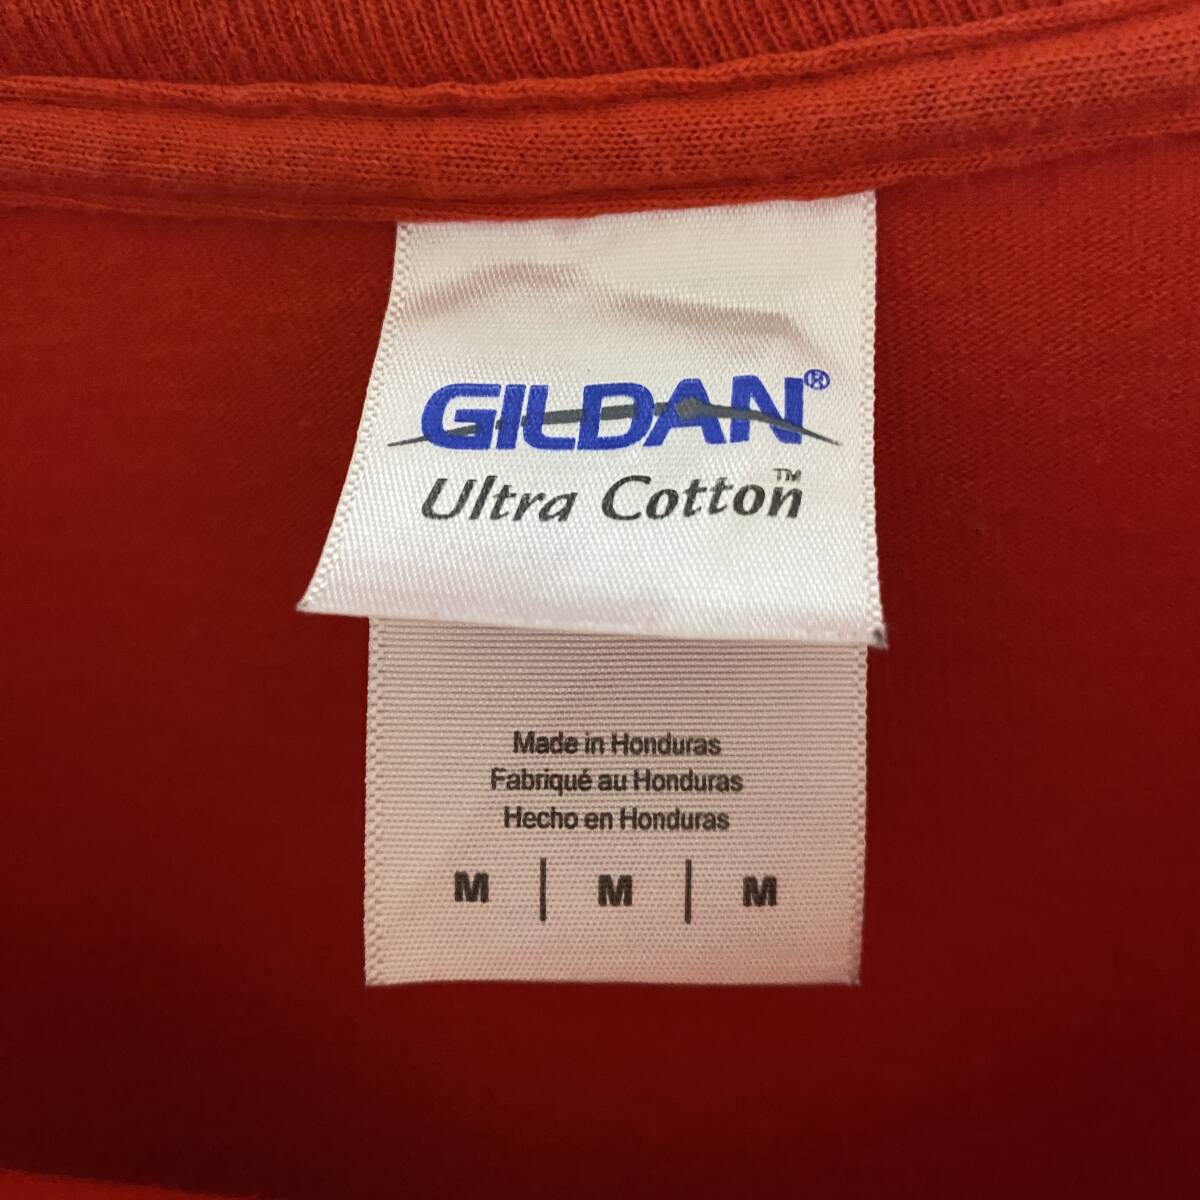 GILDAN®
Ultra Cotton™
Made in Honduras
Fabriqué au Honduras
Hecho en Honduras
M | M | M